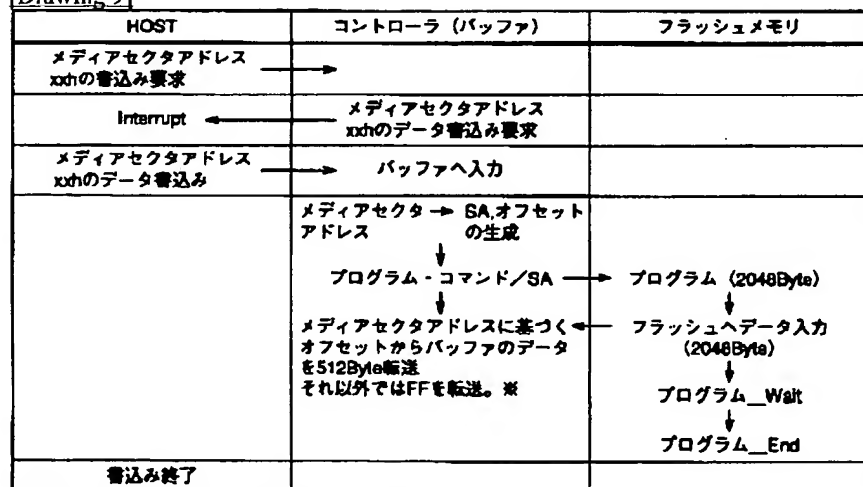 Drawing 9]
HOST
コントローラ（バッファ）
フラッシュメモリ
メディアセクタアドレス
xxhの書込み要求
Interrupt
メディアセクタアドレス
xxhのデータ書込み要求
メディアセクタアドレス
xxhのデータ書込み
バッファへ入力
メディアセクタ → SA,オフセット
アドレス の生成
プログラム・コマンド／SA
プログラム（2048Byte）
メディアセクタアドレスに基づく
オフセットからバッファのデータ
を512Byte転送
それ以外ではFFを転送。※
フラッシュへデータ入力
(2048Byte)
プログラム__Wait
プログラム__End
書込み終了